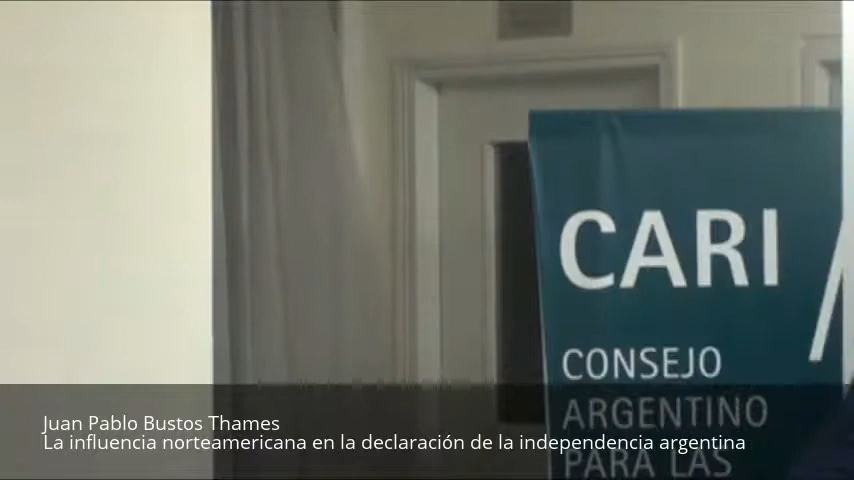 CARI
CONSEJO
ARGENTINO
PARA LAS
Juan Pablo Bustos Thames
La influencia norteamericana en la declaración de la independencia argentina